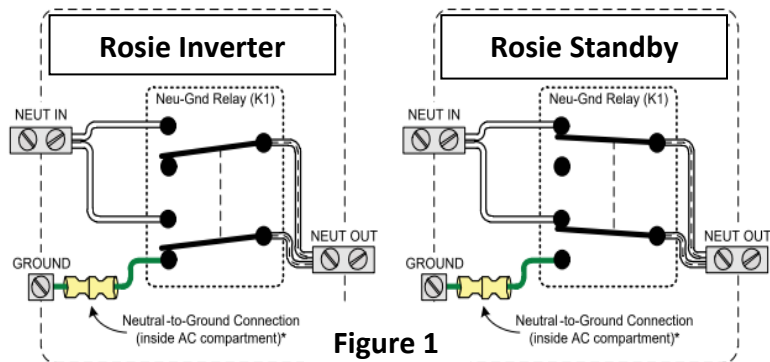 Rosie Inverter
Neu-Gnd Relay (K1)
NEUT IN
NEUT OUT
GROUND
Neutral-to-Ground Connection
(inside AC compartment)*
Rosie Standby
Neu-Gnd Relay (K1)
NEUT IN
NEUT OUT
GROUND
Neutral-to-Ground Connection
(inside AC compartment)*
Figure 1